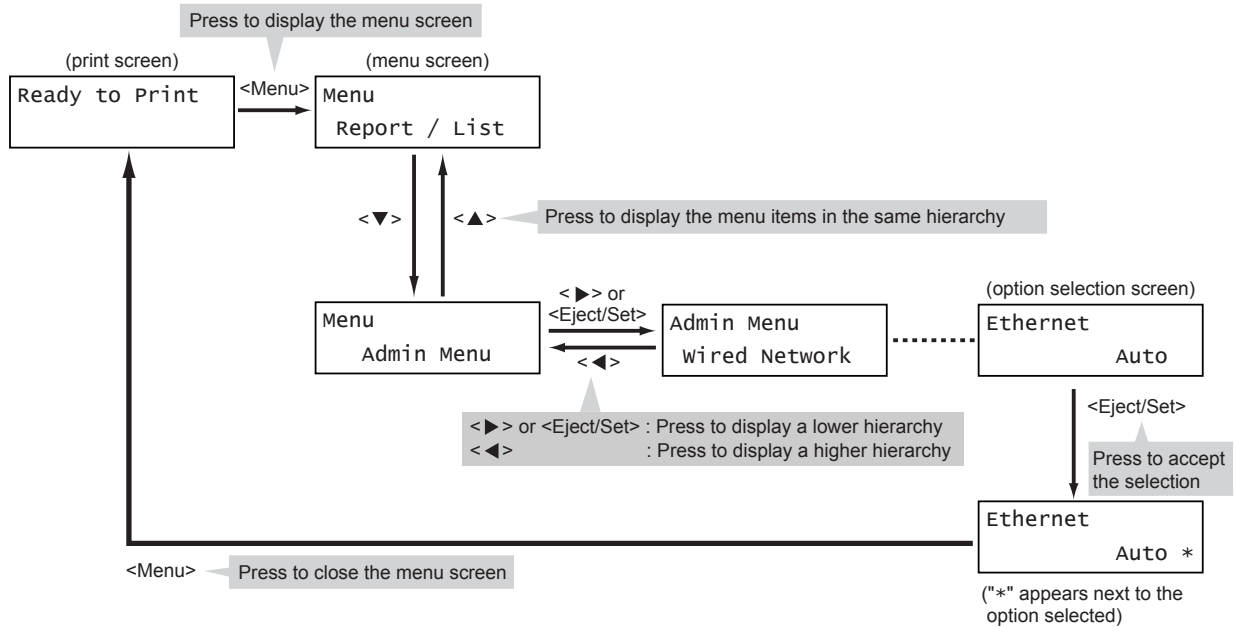 Press to display the menu screen
(print screen)
(menu screen)
Ready to Print
<Menu>
Menu
Report / List
<▼>
<▲>
Press to display the menu items in the same hierarchy
Menu
Admin Menu
<▶> or
<Eject/Set>
<◀>
Admin Menu
Wired Network
(option selection screen)
Ethernet
Auto
<▶> or <Eject/Set> : Press to display a lower hierarchy
<◀> : Press to display a higher hierarchy
<Eject/Set>
Press to accept
the selection
Ethernet
Auto *
("*" appears next to the
option selected)
<Menu>
Press to close the menu screen